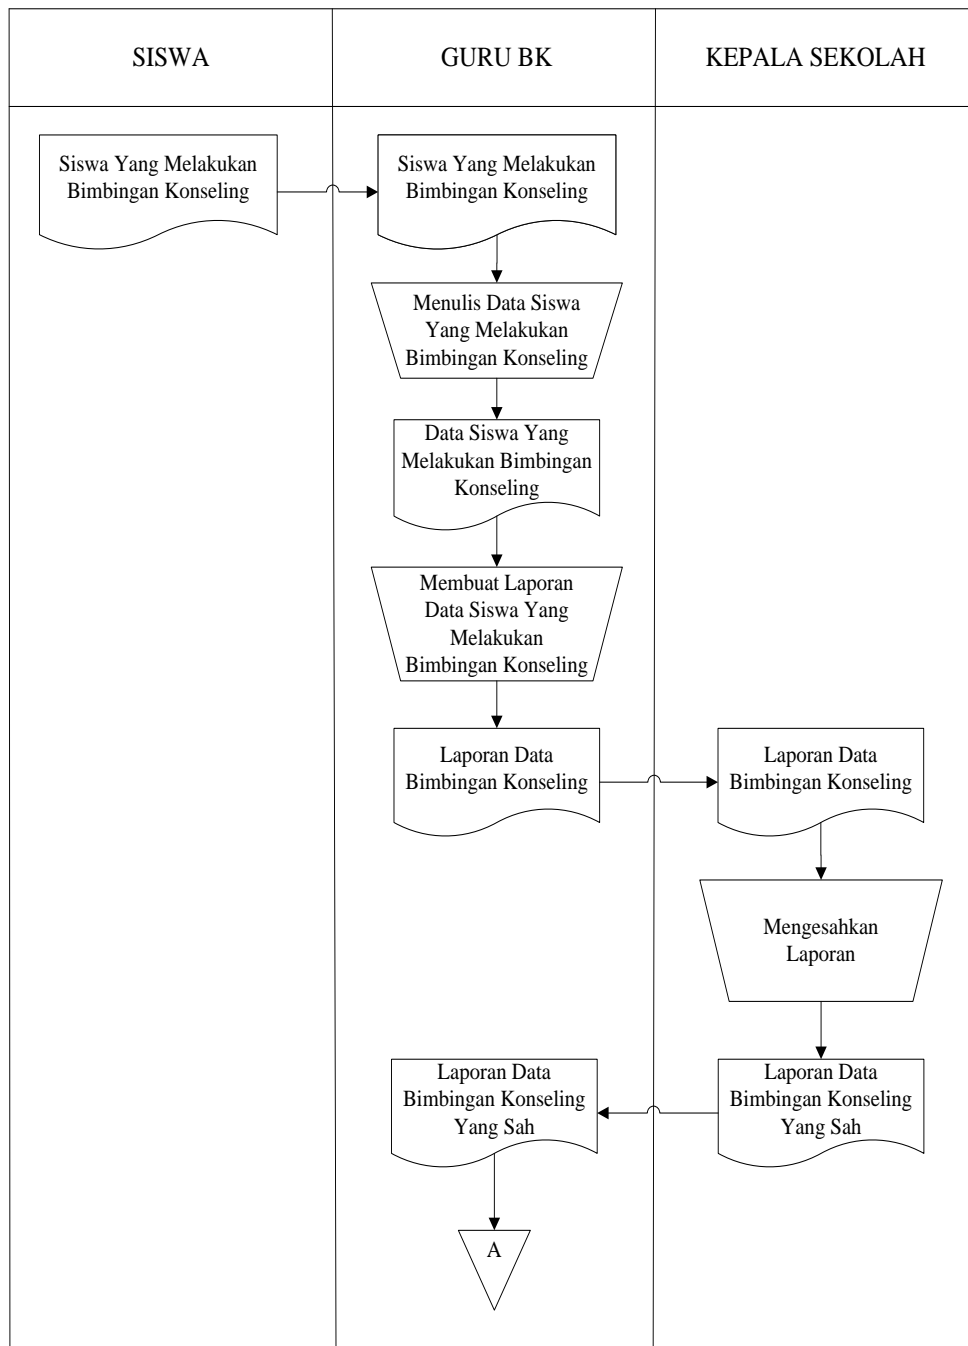 SISWA
GURU BK
KEPALA SEKOLAH
Siswa Yang Melakukan
Bimbingan Konseling
Siswa Yang Melakukan
Bimbingan Konseling
Menulis Data Siswa
Yang Melakukan
Bimbingan Konseling
Data Siswa Yang
Melakukan Bimbingan
Konseling
Membuat Laporan
Data Siswa Yang
Melakukan
Bimbingan Konseling
Laporan Data
Bimbingan Konseling
Laporan Data
Bimbingan Konseling
Mengesahkan
Laporan
Laporan Data
Bimbingan Konseling
Yang Sah
Laporan Data
Bimbingan Konseling
Yang Sah
A